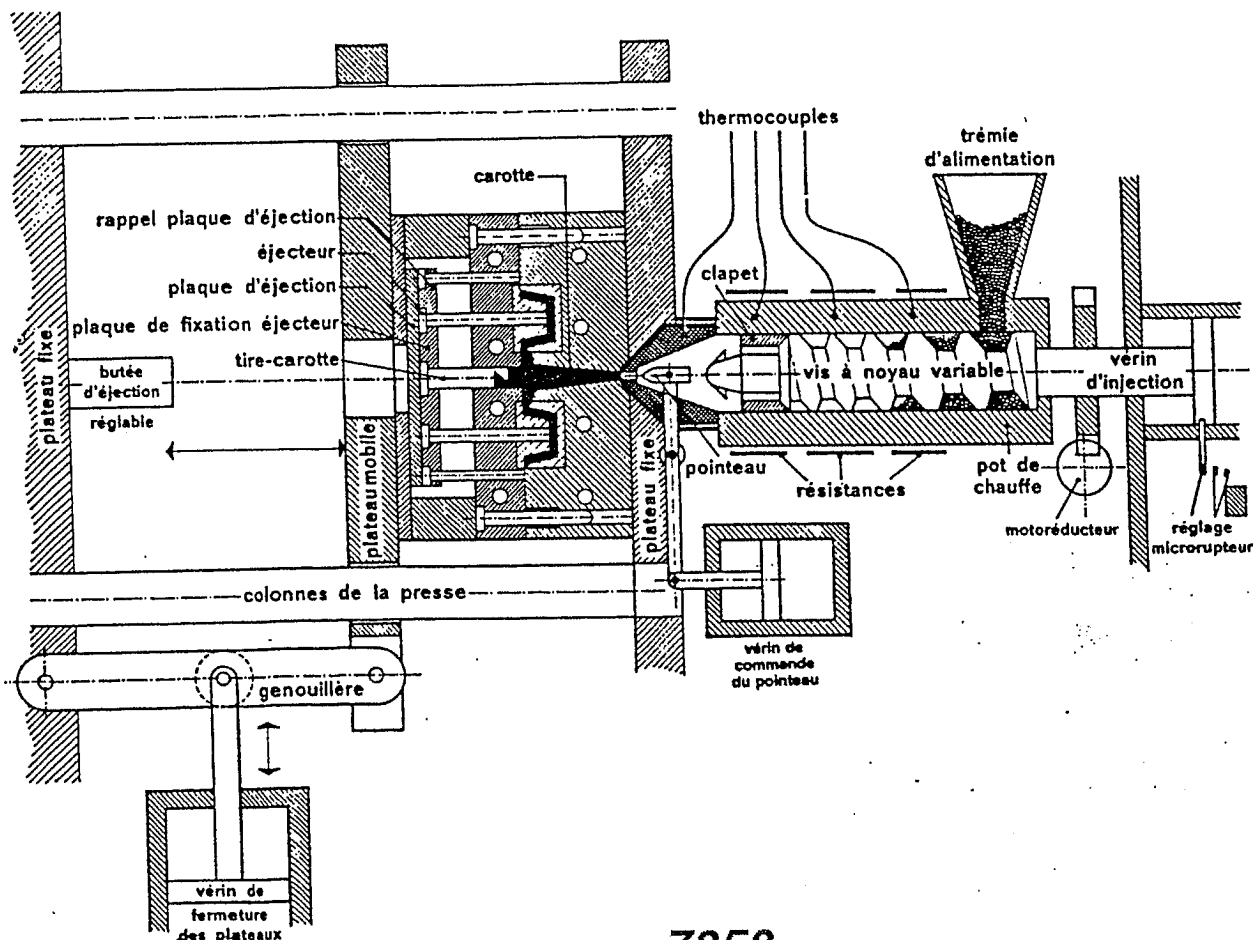 thermocouples
trémie
d'alimentation
carotte
rappel plaque d'éjection
éjecteur
plaque d'éjection
plaque de fixation éjecteur
tire-carotte
clapet
plateau fixe
butée
d'éjection
réglable
vis à noyau variable
vérin
d'injection
plateau mobile
plateau fixe
pointeau
résistances
pot de
chauffe
motoréducteur
réglage
microrupteur
colonnes de la presse
vérin de
commande
du pointeau
genouillère
vérin de
fermeture
des plateaux